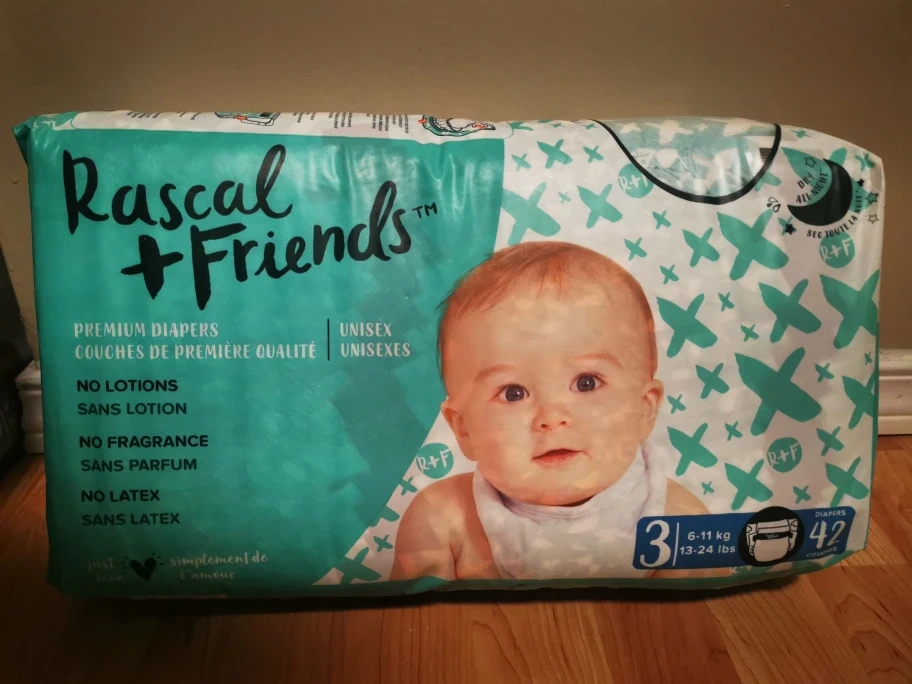 Rascal
+Friends™
PREMIUM DIAPERS
COUCHES DE PREMIÈRE QUALITÉ
UNISEX
UNISEXES
NO LOTIONS
SANS LOTION
NO FRAGRANCE
SANS PARFUM
NO LATEX
SANS LATEX
just
love
simplement de
l'amour
DRY
ALL NIGHT
SEC TOUTE LA NUIT
R+F
R+F
R+F
R+F
3
6-11 kg
13-24 lbs
DIAPERS
42
COUCHES